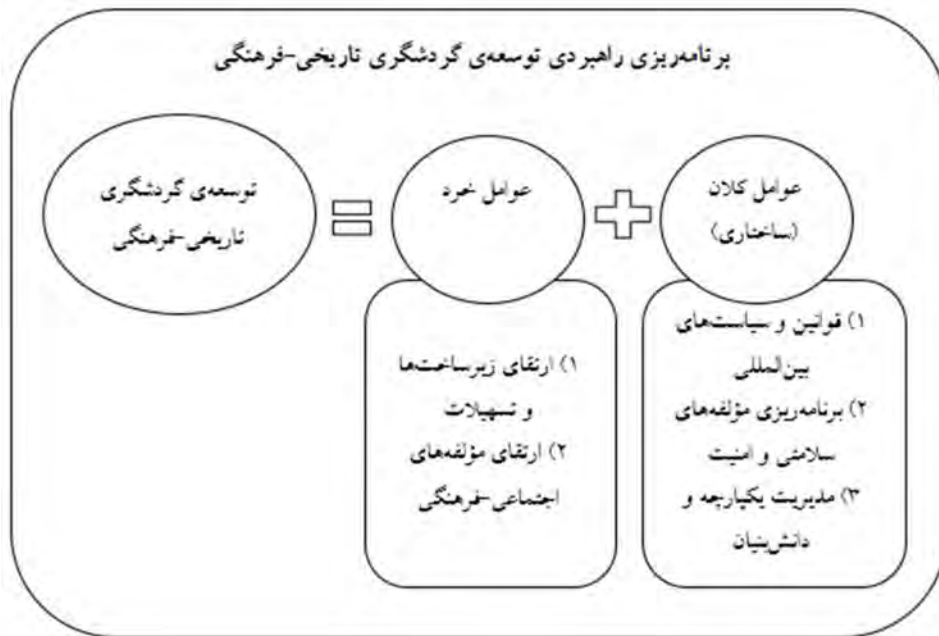 برنامه‌ریزی راهبردی توسعه‌ی گردشگری تاریخی-فرهنگی
عوامل کلان
(ساختاری)
عوامل خرد
توسعه‌ی گردشگری
تاریخی-فرهنگی
۱) قوانین و سیاست‌های
بین‌المللی
۲) برنامه‌ریزی مؤلفه‌های
سلامتی و امنیت
۳) مدیریت یکپارچه و
دانش‌بنیان
۱) ارتقای زیرساخت‌ها
و تسهیلات
۲) ارتقای مؤلفه‌های
اجتماعی-فرهنگی